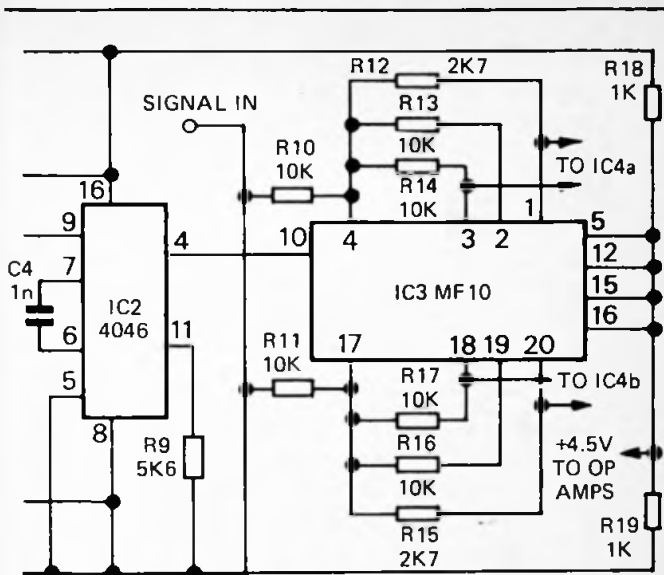 R12
2K7
R18
1K
SIGNAL IN
R13
10K
R10
10K
R14
10K
TO IC4a
16
9
4
10
4
3
2
1
5
12
15
16
C4
1n
7
6
5
IC2
4046
11
8
IC3 MF10
R11
10K
17
18
19
20
R17
10K
TO IC4b
R9
5K6
R16
10K
+4.5V
TO OP
AMPS
R15
2K7
R19
1K